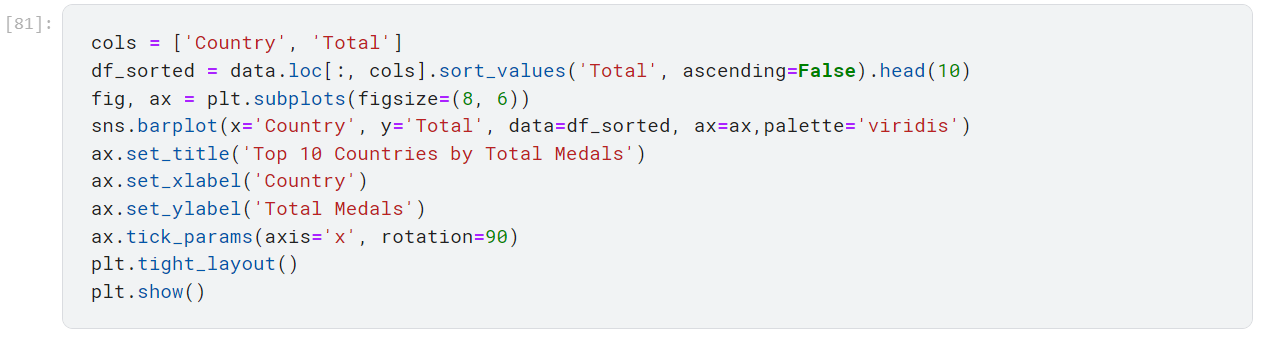 [81]:
cols = ['Country', 'Total']
df_sorted = data.loc[:, cols].sort_values('Total', ascending=False).head(10)
fig, ax = plt.subplots(figsize=(8, 6))
sns.barplot(x='Country', y='Total', data=df_sorted, ax=ax,palette='viridis')
ax.set_title('Top 10 Countries by Total Medals')
ax.set_xlabel('Country')
ax.set_ylabel('Total Medals')
ax.tick_params(axis='x', rotation=90)
plt.tight_layout()
plt.show()